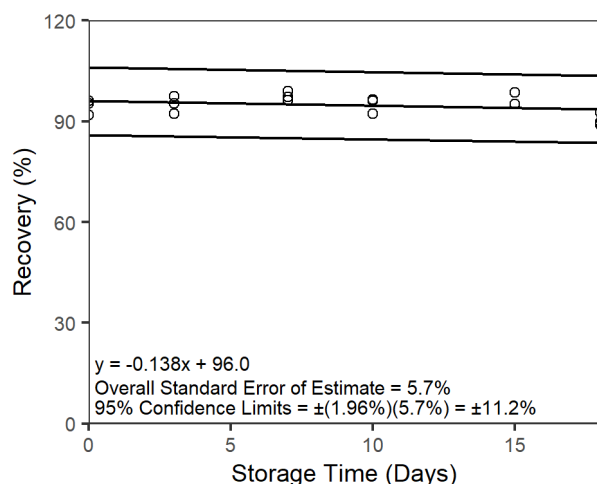 120
90
60
30
0
Recovery (%)
y = -0.138x + 96.0
Overall Standard Error of Estimate = 5.7%
95% Confidence Limits = ±(1.96%)(5.7%) = ±11.2%
0 5 10 15
Storage Time (Days)